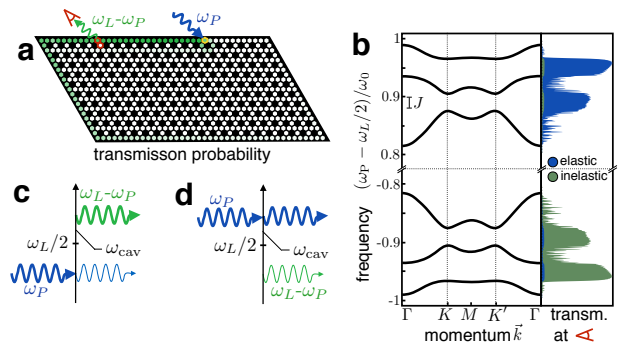 a
ω_L-ω_P
ω_P
transmisson probability
b
frequency (ω_P − ω_L/2)/ω_0
1
0.9
0.8
-0.8
-0.9
-1
J
elastic
inelastic
Γ K M K′ Γ
momentum k⃗
transm.
at
c
ω_L-ω_P
ω_L/2
ω_cav
ω_P
d
ω_P
ω_L/2
ω_cav
ω_L-ω_P